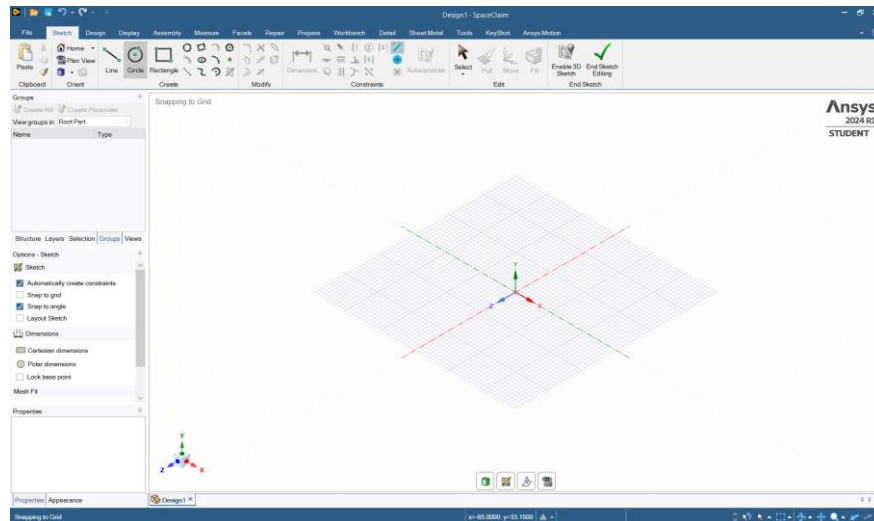 Design1 - SpaceClaim
File Sketch Design Display Assembly Measure Facets Repair Prepare Workbench Detail Sheet Metal Tools KeyShot Ansys Motion
Home
Plan View
Paste
Line Circle Rectangle
Dimension
Autoconstrain
Select Pull Move Fill
Enable 3D Sketch
End Sketch Editing
Clipboard Orient Create Modify Constraints Edit End Sketch
Groups
Create NS Create Parameter
View groups in: Root Part
Name Type
Snapping to Grid
Ansys
2024 R1
STUDENT
Structure Layers Selection Groups Views
Options - Sketch
Sketch
Automatically create constraints
Snap to grid
Snap to angle
Layout Sketch
Dimensions
Cartesian dimensions
Polar dimensions
Lock base point
Mesh Fit
Properties
Y
Z
X
Y
Z
X
Properties Appearance
Design1
Snapping to Grid
x=-65.0000 y=33.1500